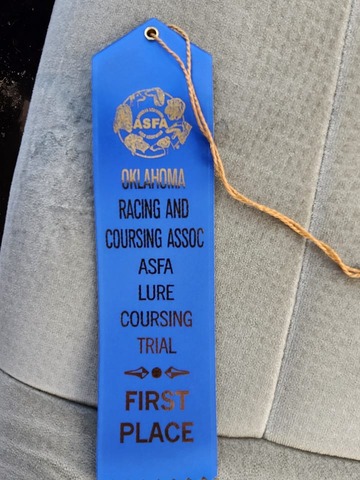 ASFA
OKLAHOMA
RACING AND
COURSING ASSOC
ASFA
LURE
COURSING
TRIAL
FIRST
PLACE